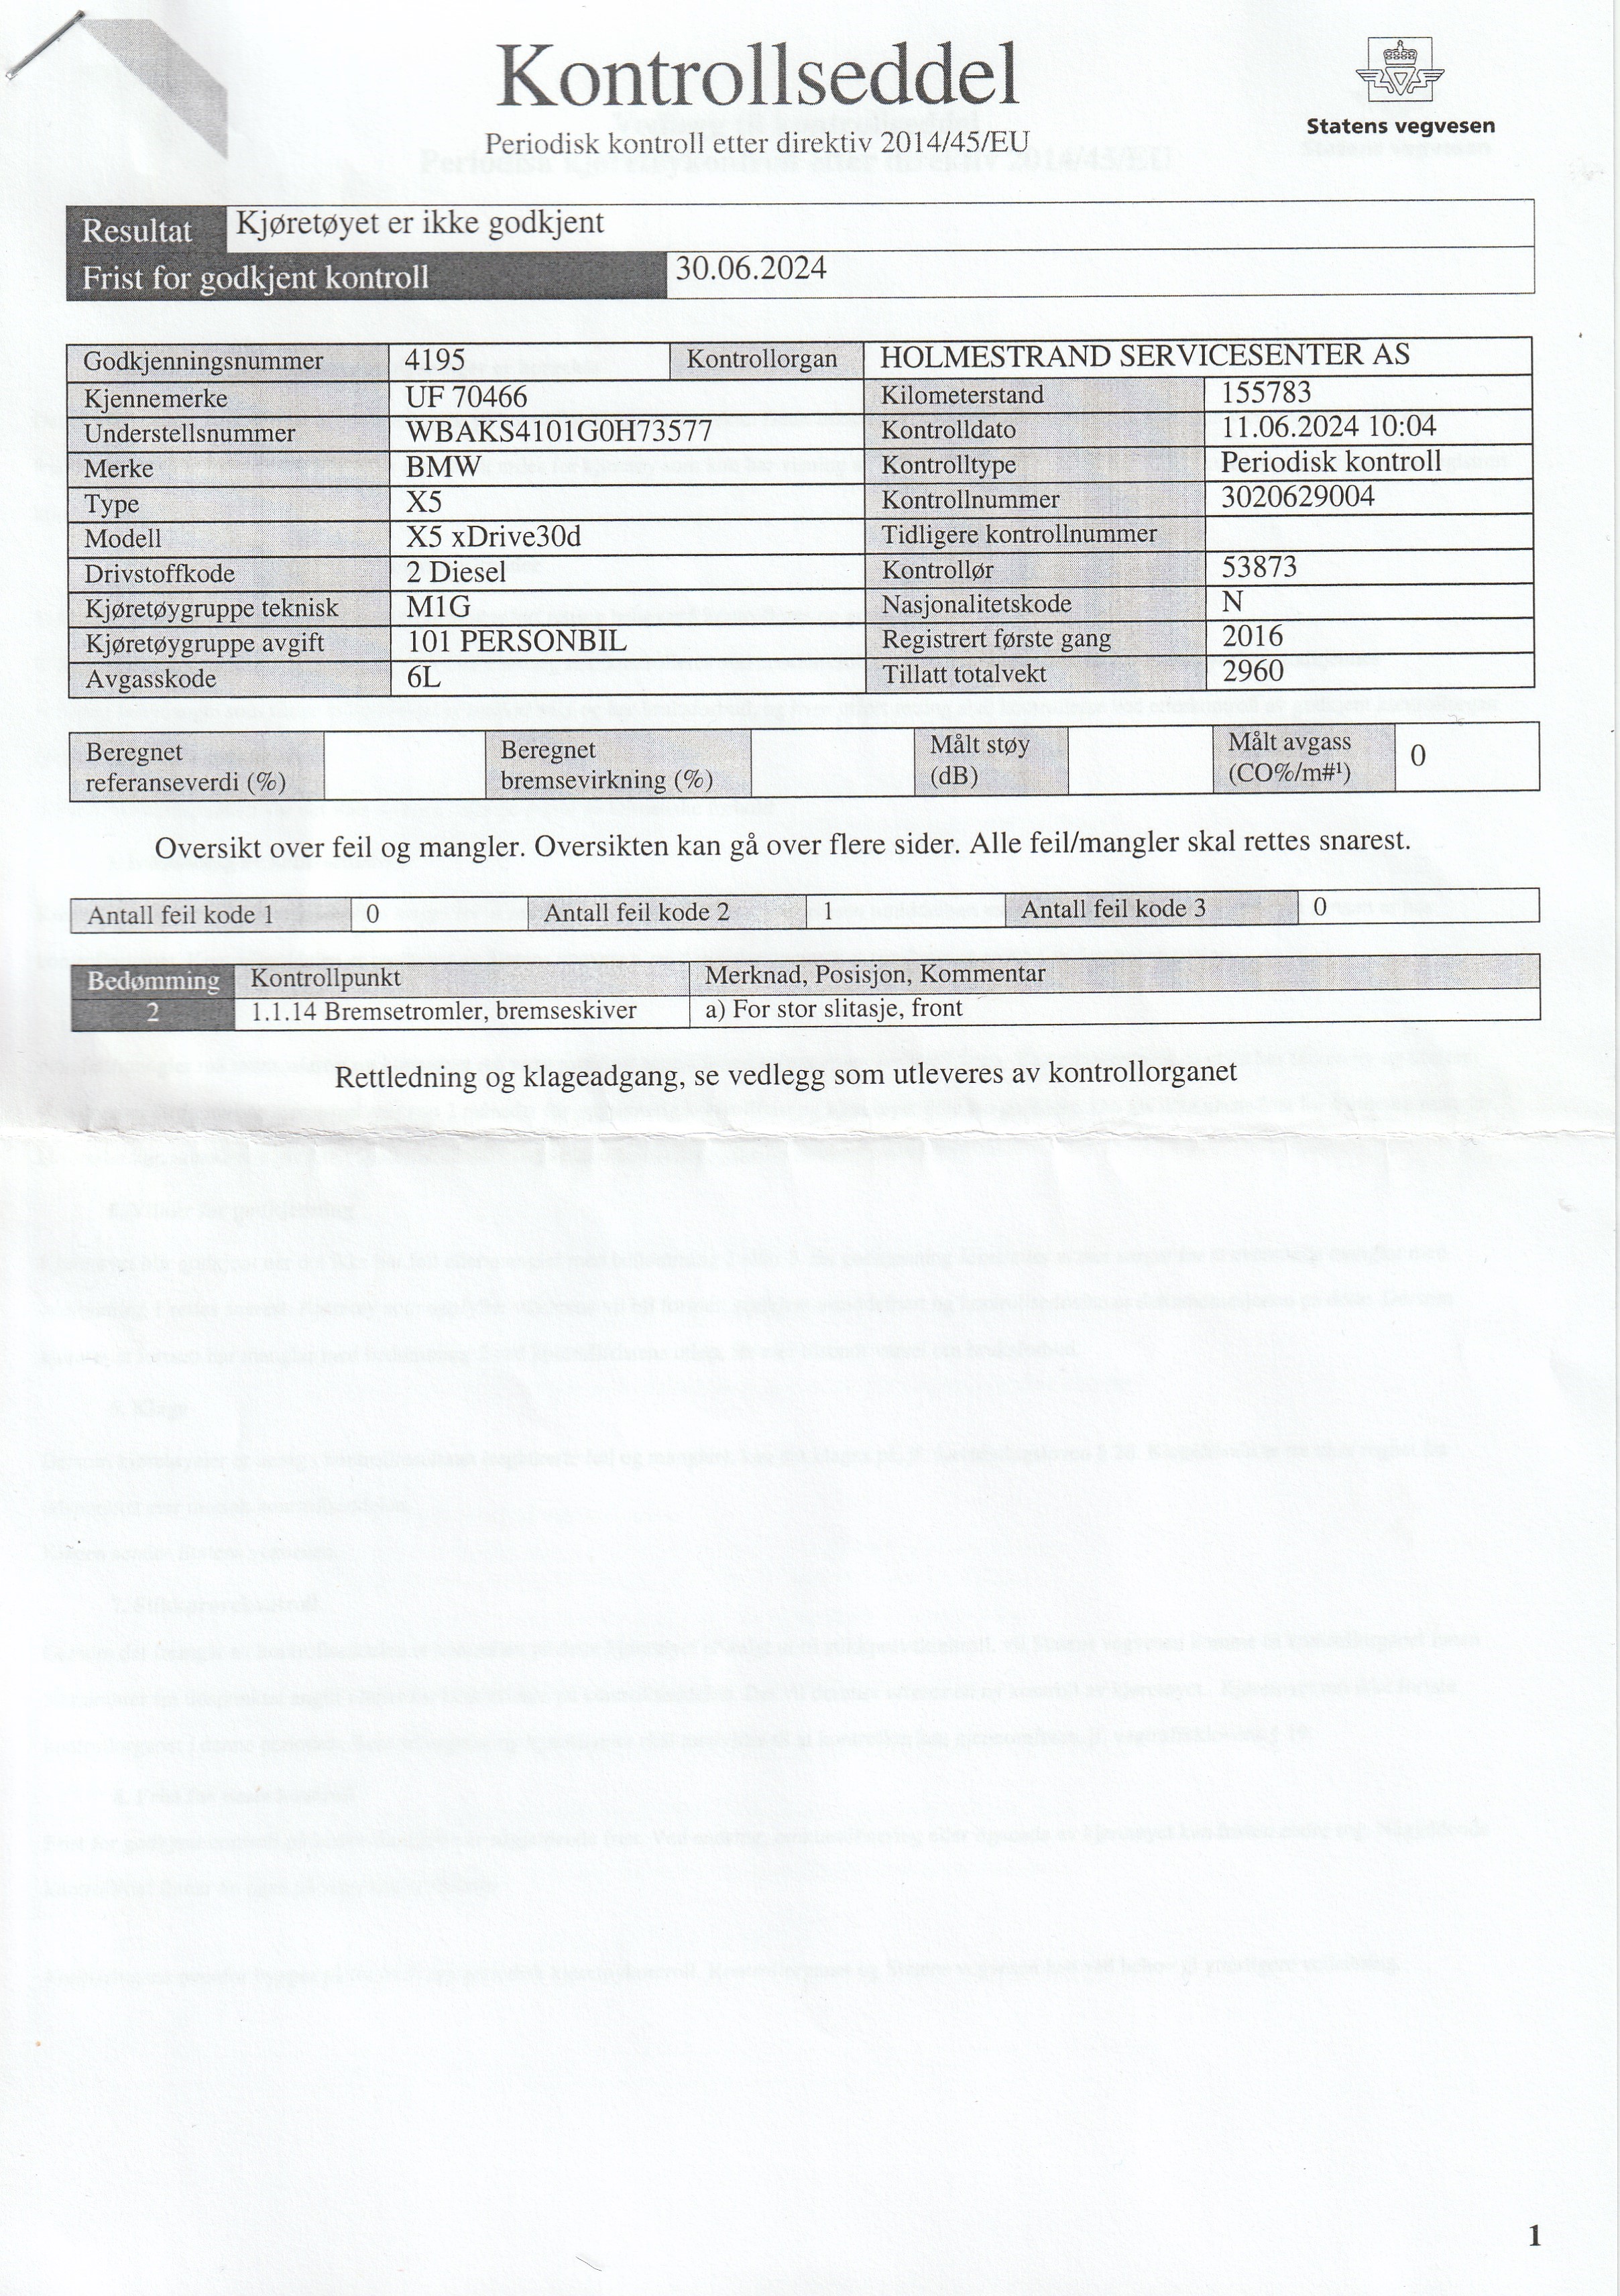 Kontrollseddel
Periodisk kontroll etter direktiv 2014/45/EU
Statens vegvesen
Resultat Kjøretøyet er ikke godkjent
Frist for godkjent kontroll 30.06.2024
Godkjenningsnummer 4195 Kontrollorgan HOLMESTRAND SERVICESENTER AS
Kjennemerke UF 70466 Kilometerstand 155783
Understellsnummer WBAKS4101G0H73577 Kontrolldato 11.06.2024 10:04
Merke BMW Kontrolltype Periodisk kontroll
Type X5 Kontrollnummer 3020629004
Modell X5 xDrive30d Tidligere kontrollnummer
Drivstoffkode 2 Diesel Kontrollør 53873
Kjøretøygruppe teknisk M1G Nasjonalitetskode N
Kjøretøygruppe avgift 101 PERSONBIL Registrert første gang 2016
Avgasskode 6L Tillatt totalvekt 2960
Beregnet Beregnet Målt støy Målt avgass 0
referanseverdi (%) bremsevirkning (%) (dB) (CO%/m#¹)
Oversikt over feil og mangler. Oversikten kan gå over flere sider. Alle feil/mangler skal rettes snarest.
Antall feil kode 1 0 Antall feil kode 2 1 Antall feil kode 3 0
Bedømming Kontrollpunkt Merknad, Posisjon, Kommentar
2 1.1.14 Bremsetromler, bremseskiver a) For stor slitasje, front
Rettledning og klageadgang, se vedlegg som utleveres av kontrollorganet
1